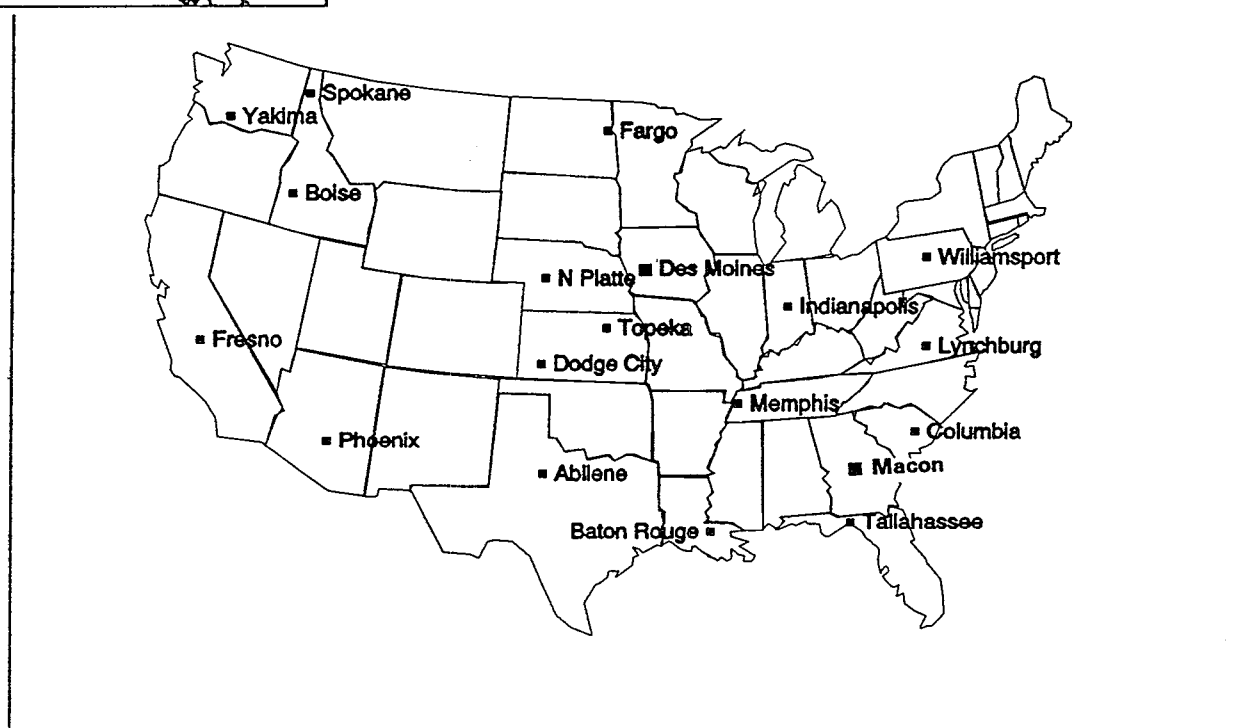 Spokane
Yakima
Fargo
Boise
Williamsport
Des Moines
N Platte
Indianapolis
Topeka
Fresno
Lynchburg
Dodge City
Memphis
Columbia
Phoenix
Macon
Abilene
Tallahassee
Baton Rouge